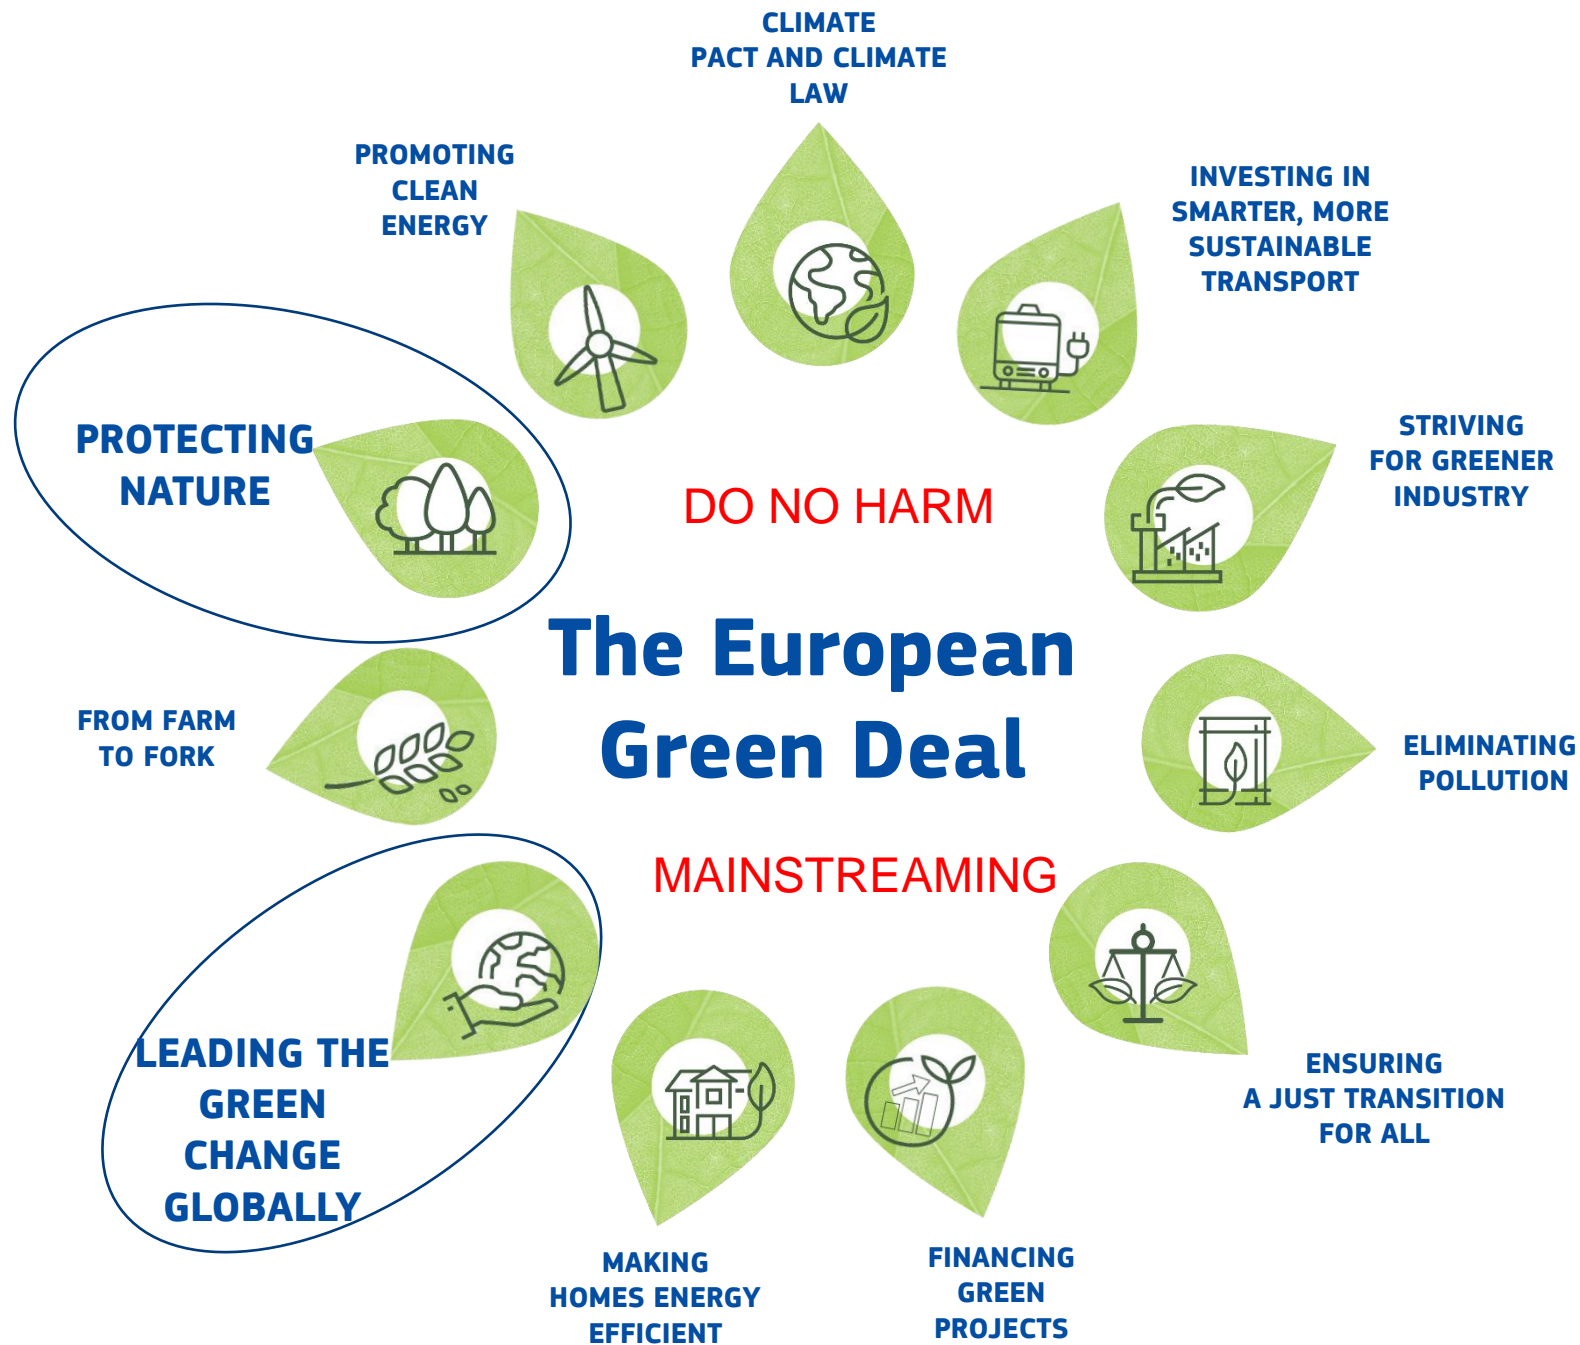 CLIMATE
PACT AND CLIMATE
LAW
PROMOTING
CLEAN
ENERGY
INVESTING IN
SMARTER, MORE
SUSTAINABLE
TRANSPORT
PROTECTING
NATURE
STRIVING
FOR GREENER
INDUSTRY
DO NO HARM
The European
Green Deal
FROM FARM
TO FORK
ELIMINATING
POLLUTION
MAINSTREAMING
LEADING THE
GREEN
CHANGE
GLOBALLY
ENSURING
A JUST TRANSITION
FOR ALL
MAKING
HOMES ENERGY
EFFICIENT
FINANCING
GREEN
PROJECTS